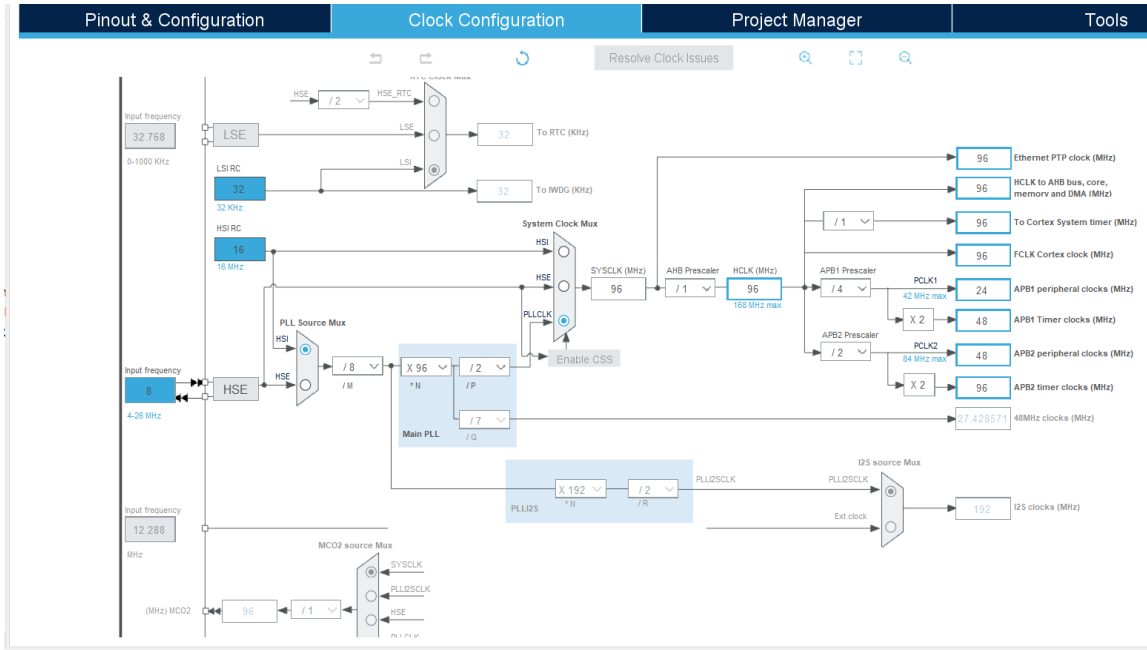 Pinout & Configuration
Clock Configuration
Project Manager
Tools
Resolve Clock Issues
RTC Clock Mux
HSE
/ 2
HSE_RTC
Input frequency
32.768
0-1000 KHz
LSE
LSE
32
To RTC (KHz)
LSI RC
32
32 KHz
LSI
32
To IWDG (KHz)
HSI RC
16
16 MHz
System Clock Mux
HSI
HSE
PLLCLK
Enable CSS
SYSCLK (MHz)
96
AHB Prescaler
/ 1
HCLK (MHz)
96
168 MHz max
96
Ethernet PTP clock (MHz)
96
HCLK to AHB bus, core,
memory and DMA (MHz)
/ 1
96
To Cortex System timer (MHz)
96
FCLK Cortex clock (MHz)
APB1 Prescaler
/ 4
PCLK1
42 MHz max
24
APB1 peripheral clocks (MHz)
X 2
48
APB1 Timer clocks (MHz)
APB2 Prescaler
/ 2
PCLK2
84 MHz max
48
APB2 peripheral clocks (MHz)
X 2
96
APB2 timer clocks (MHz)
PLL Source Mux
HSI
HSE
Input frequency
8
4-26 MHz
HSE
/ 8
/ M
X 96
* N
/ 2
/ P
/ 7
/ Q
Main PLL
27.428571
48MHz clocks (MHz)
PLLI2S
X 192
* N
/ 2
/ R
PLLI2SCLK
I2S source Mux
PLLI2SCLK
Ext.clock
192
I2S clocks (MHz)
Input frequency
12.288
MHz
MCO2 source Mux
SYSCLK
PLLI2SCLK
HSE
PLLCLK
(MHz) MCO2
96
/ 1